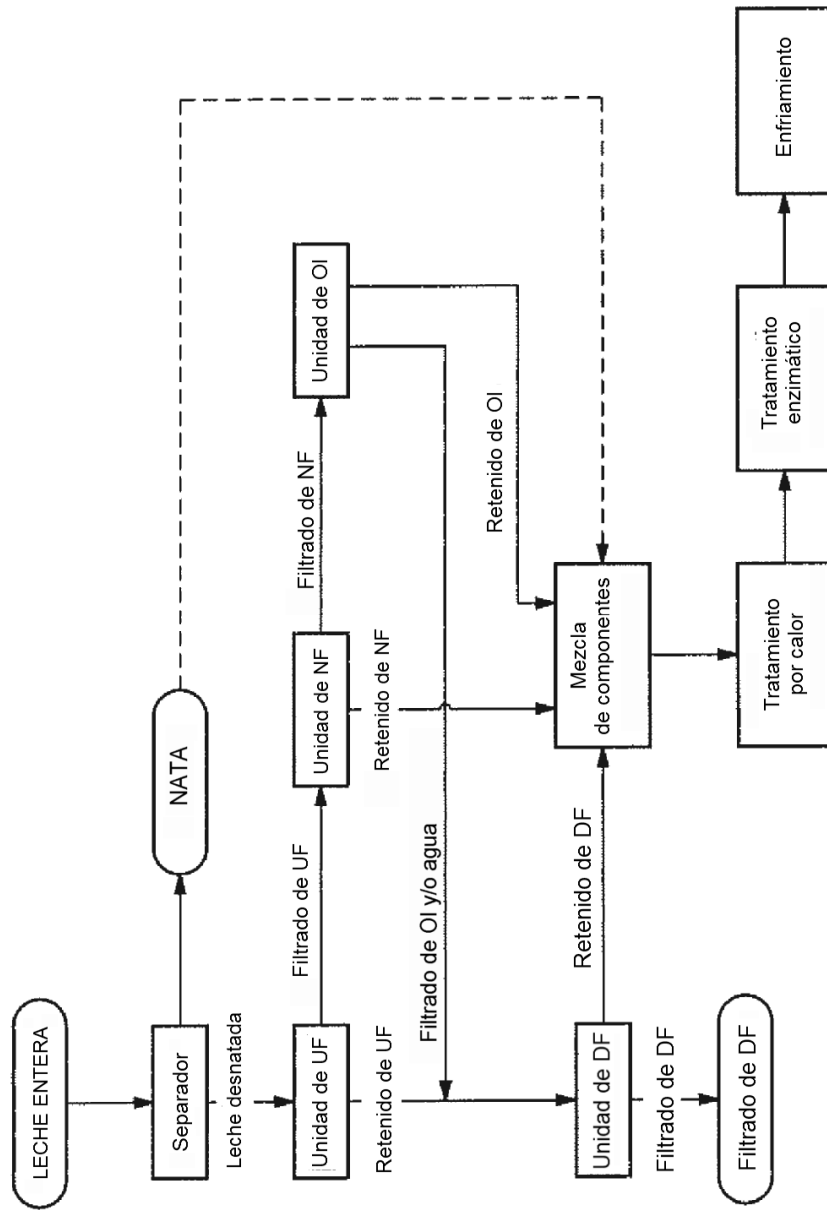 LECHE ENTERA
Separador
NATA
Leche desnatada
Unidad de UF
Filtrado de UF
Unidad de NF
Filtrado de NF
Unidad de OI
Retenido de UF
Retenido de NF
Filtrado de OI y/o agua
Retenido de OI
Unidad de DF
Retenido de DF
Mezcla
de componentes
Filtrado de DF
Filtrado de DF
Tratamiento
por calor
Tratamiento
enzimático
Enfriamiento